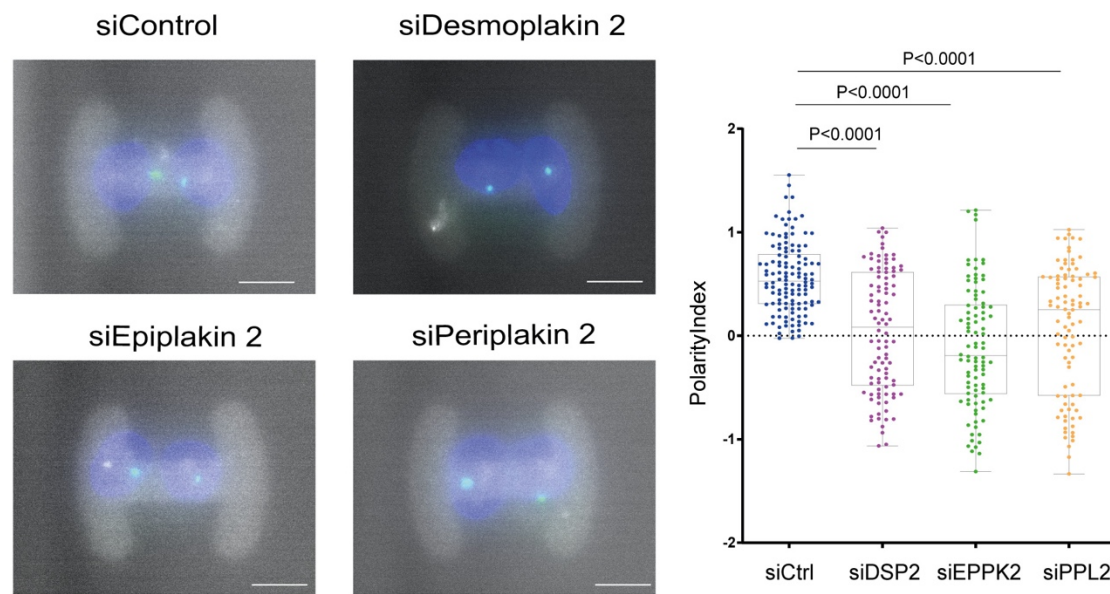 siControl
siDesmoplakin 2
siEpiplakin 2
siPeriplakin 2
P<0.0001
P<0.0001
P<0.0001
PolarityIndex
2
1
0
-1
-2
siCtrl siDSP2 siEPPK2 siPPL2